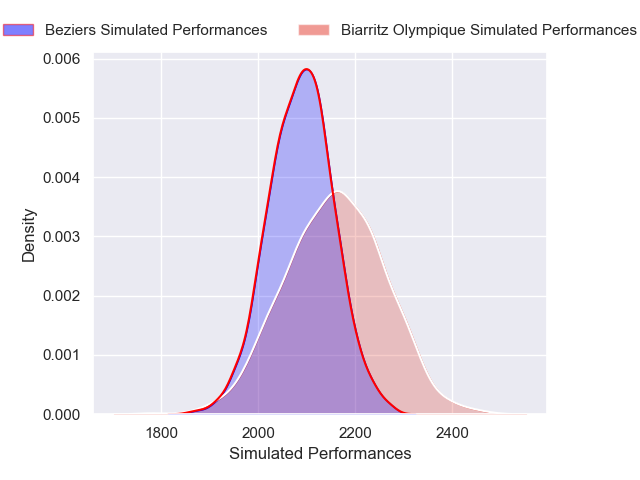 Beziers Simulated Performances
Biarritz Olympique Simulated Performances
0.006
0.005
0.004
0.003
0.002
0.001
0.000
Density
1800
2000
2200
2400
Simulated Performances